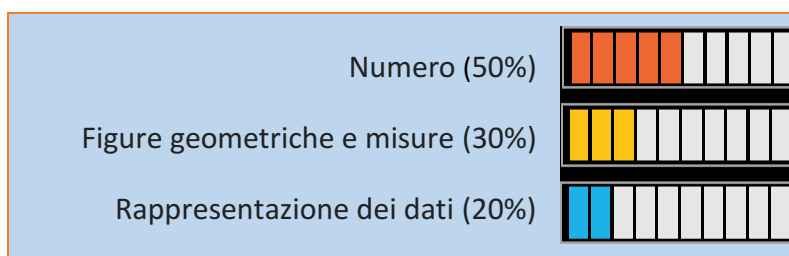 Numero (50%)
Figure geometriche e misure (30%)
Rappresentazione dei dati (20%)